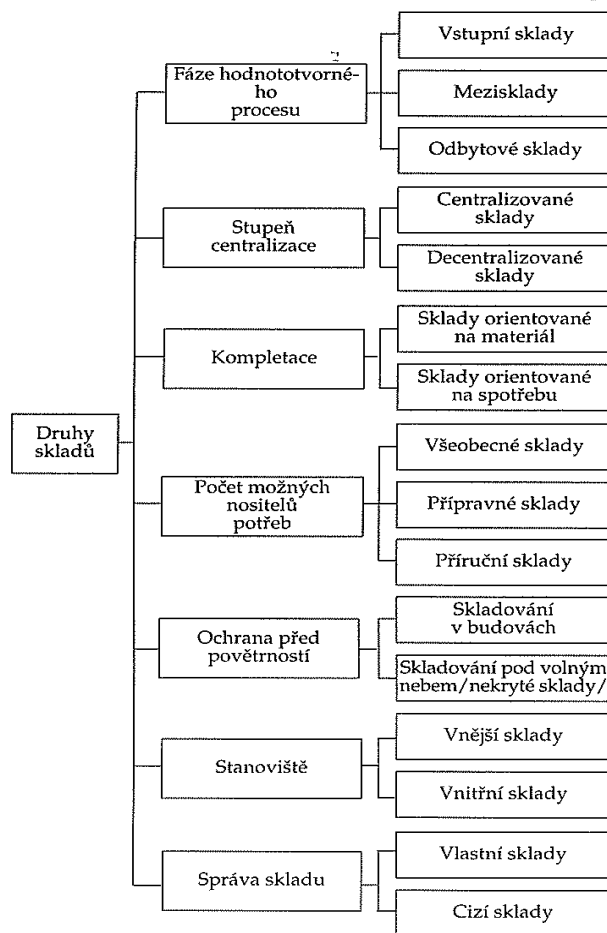 Druhy
skladů
Fáze hodnototvorné-
ho
procesu
Vstupní sklady
Mezisklady
Odbytové sklady
Stupeň
centralizace
Centralizované
sklady
Decentralizované
sklady
Kompletace
Sklady orientované
na materiál
Sklady orientované
na spotřebu
Počet možných
nositelů
potřeb
Všeobecné sklady
Přípravné sklady
Příruční sklady
Ochrana před
povětrností
Skladování
v budovách
Skladování pod volným
nebem/nekryté sklady/
Stanoviště
Vnější sklady
Vnitřní sklady
Správa skladu
Vlastní sklady
Cizí sklady